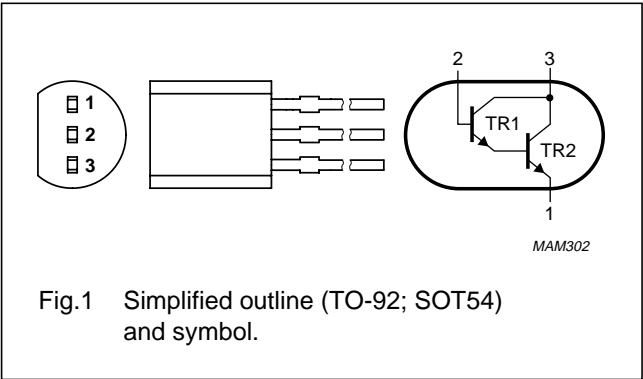 1
2
3
2 3
TR1
TR2
1
MAM302
Fig.1 Simplified outline (TO-92; SOT54)
and symbol.